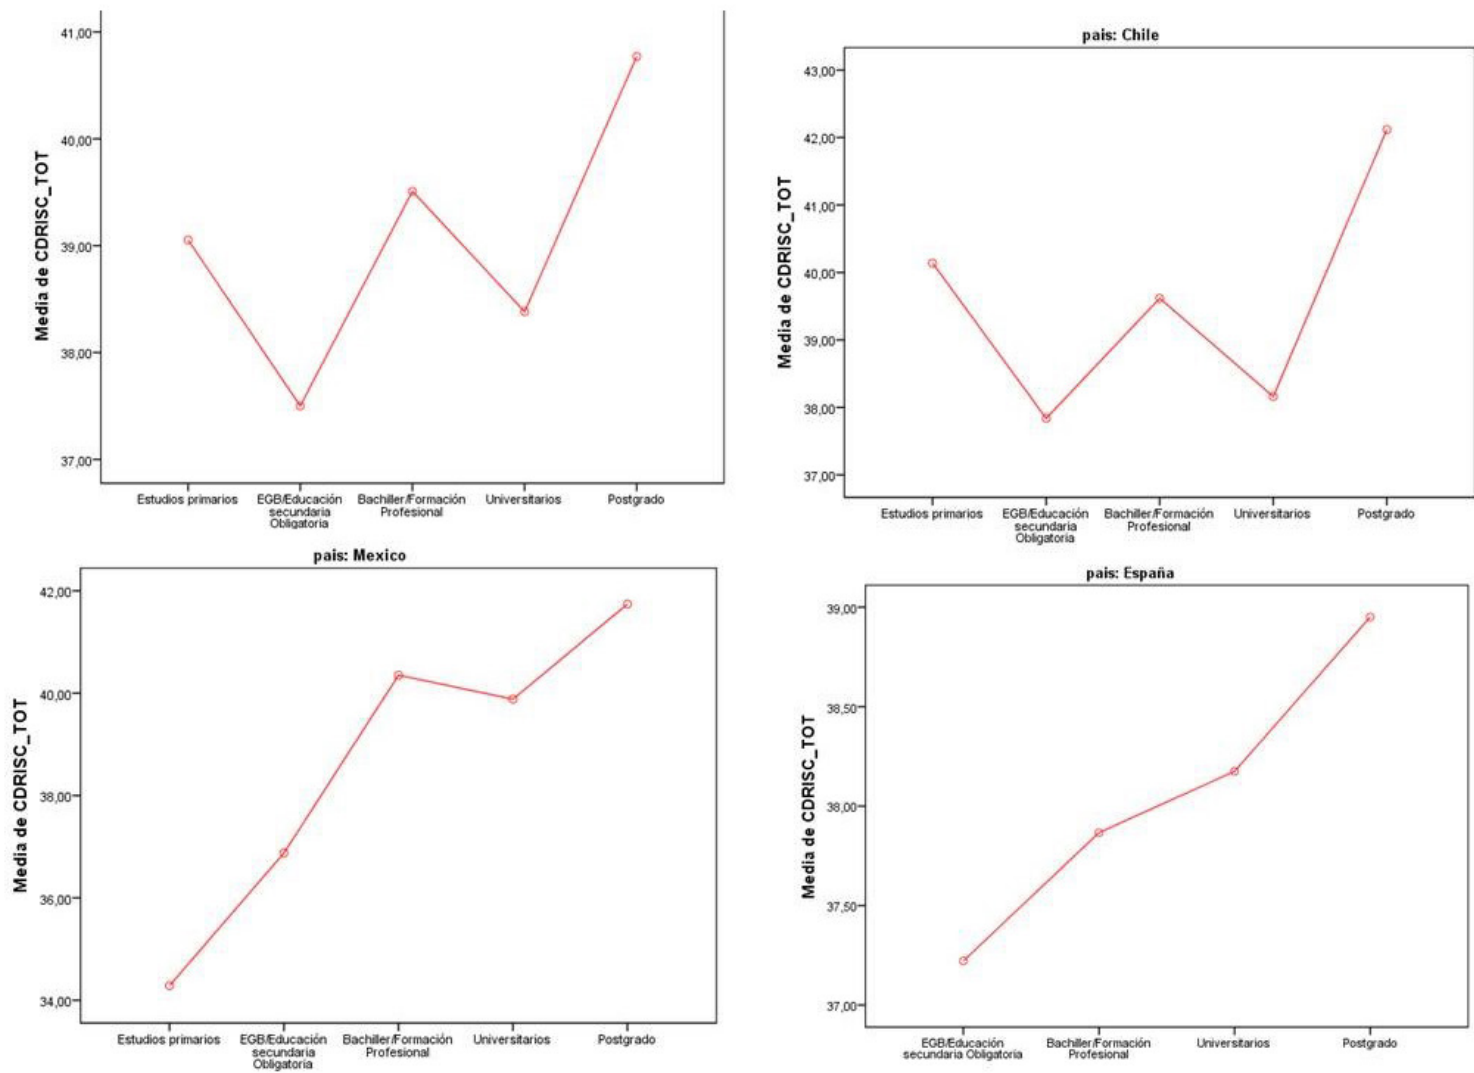 Media de CDRISC_TOT
41,00
40,00
39,00
38,00
37,00
Estudios primarios
EGB/Educación
secundaria
Obligatoria
Bachiller/Formación
Profesional
Universitarios
Postgrado
pais: Chile
Media de CDRISC_TOT
43,00
42,00
41,00
40,00
39,00
38,00
37,00
Estudios primarios
EGB/Educación
secundaria
Obligatoria
Bachiller/Formación
Profesional
Universitarios
Postgrado
pais: Mexico
Media de CDRISC_TOT
42,00
40,00
38,00
36,00
34,00
Estudios primarios
EGB/Educación
secundaria
Obligatoria
Bachiller/Formación
Profesional
Universitarios
Postgrado
pais: España
Media de CDRISC_TOT
39,00
38,50
38,00
37,50
37,00
EGB/Educación
secundaria Obligatoria
Bachiller/Formación
Profesional
Universitarios
Postgrado